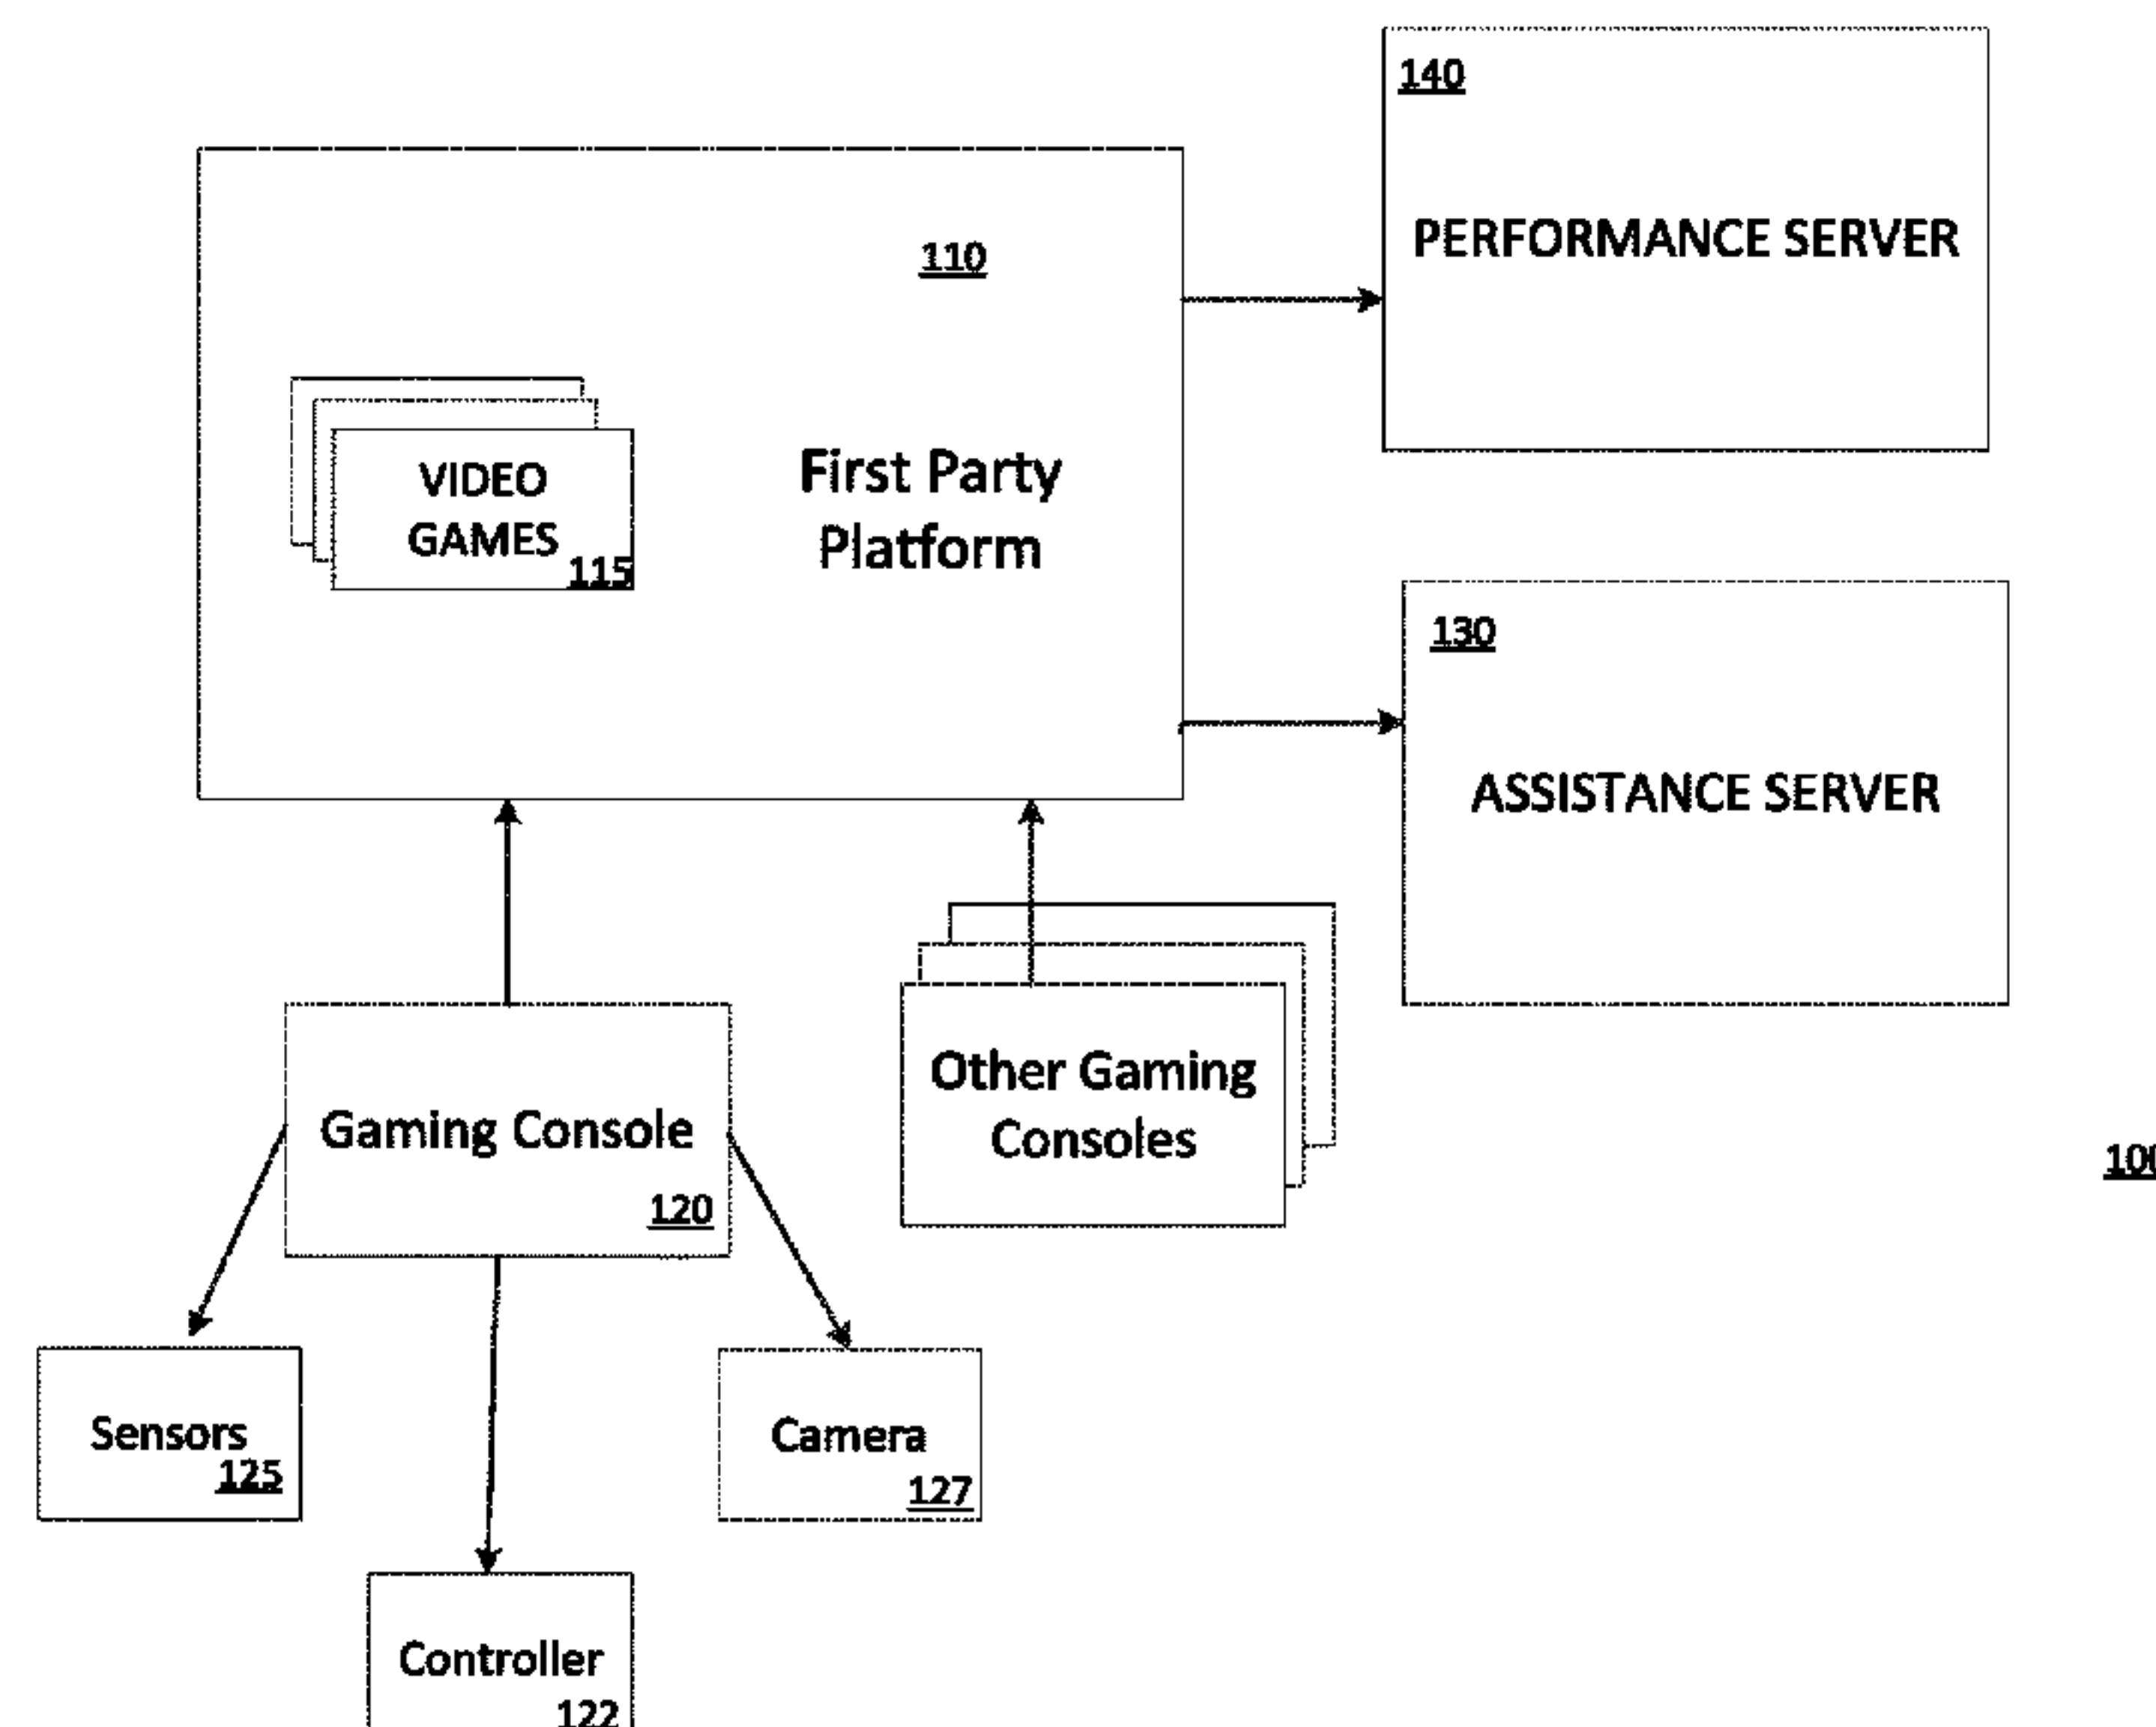 140
PERFORMANCE SERVER
110
First Party
Platform
VIDEO
GAMES
115
130
ASSISTANCE SERVER
Gaming Console
120
Other Gaming
Consoles
100
Sensors
125
Camera
127
Controller
122